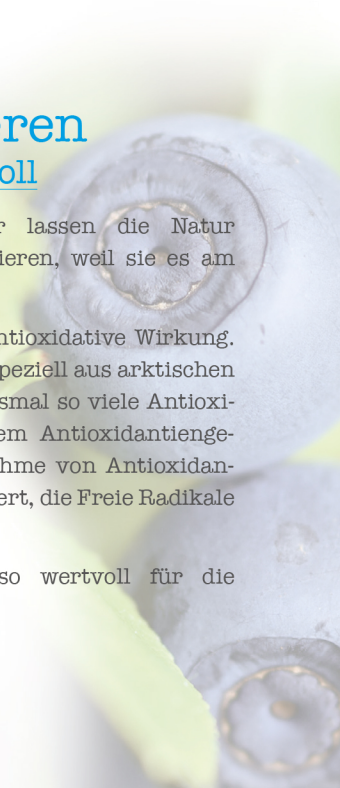 ren
oll
r lassen die Natur
ieren, weil sie es am
ntioxidative Wirkung.
peziell aus arktischen
smal so viele Antioxi-
em Antioxidantienge-
hme von Antioxidan-
ert, die Freie Radikale
so wertvoll für die